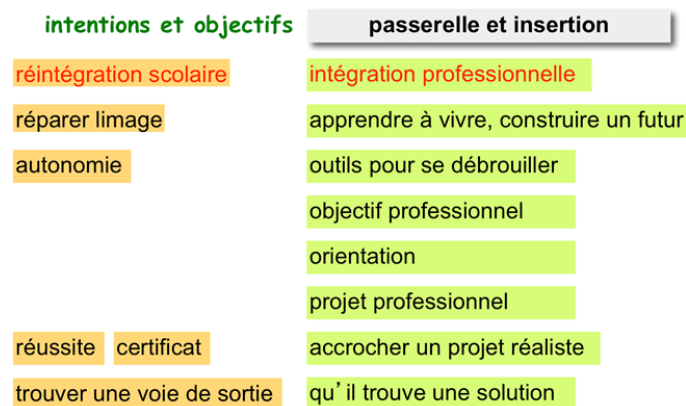 intentions et objectifs passerelle et insertion
réintégration scolaire intégration professionnelle
réparer limage apprendre à vivre, construire un futur
autonomie outils pour se débrouiller
objectif professionnel
orientation
projet professionnel
réussite certificat accrocher un projet réaliste
trouver une voie de sortie qu’il trouve une solution